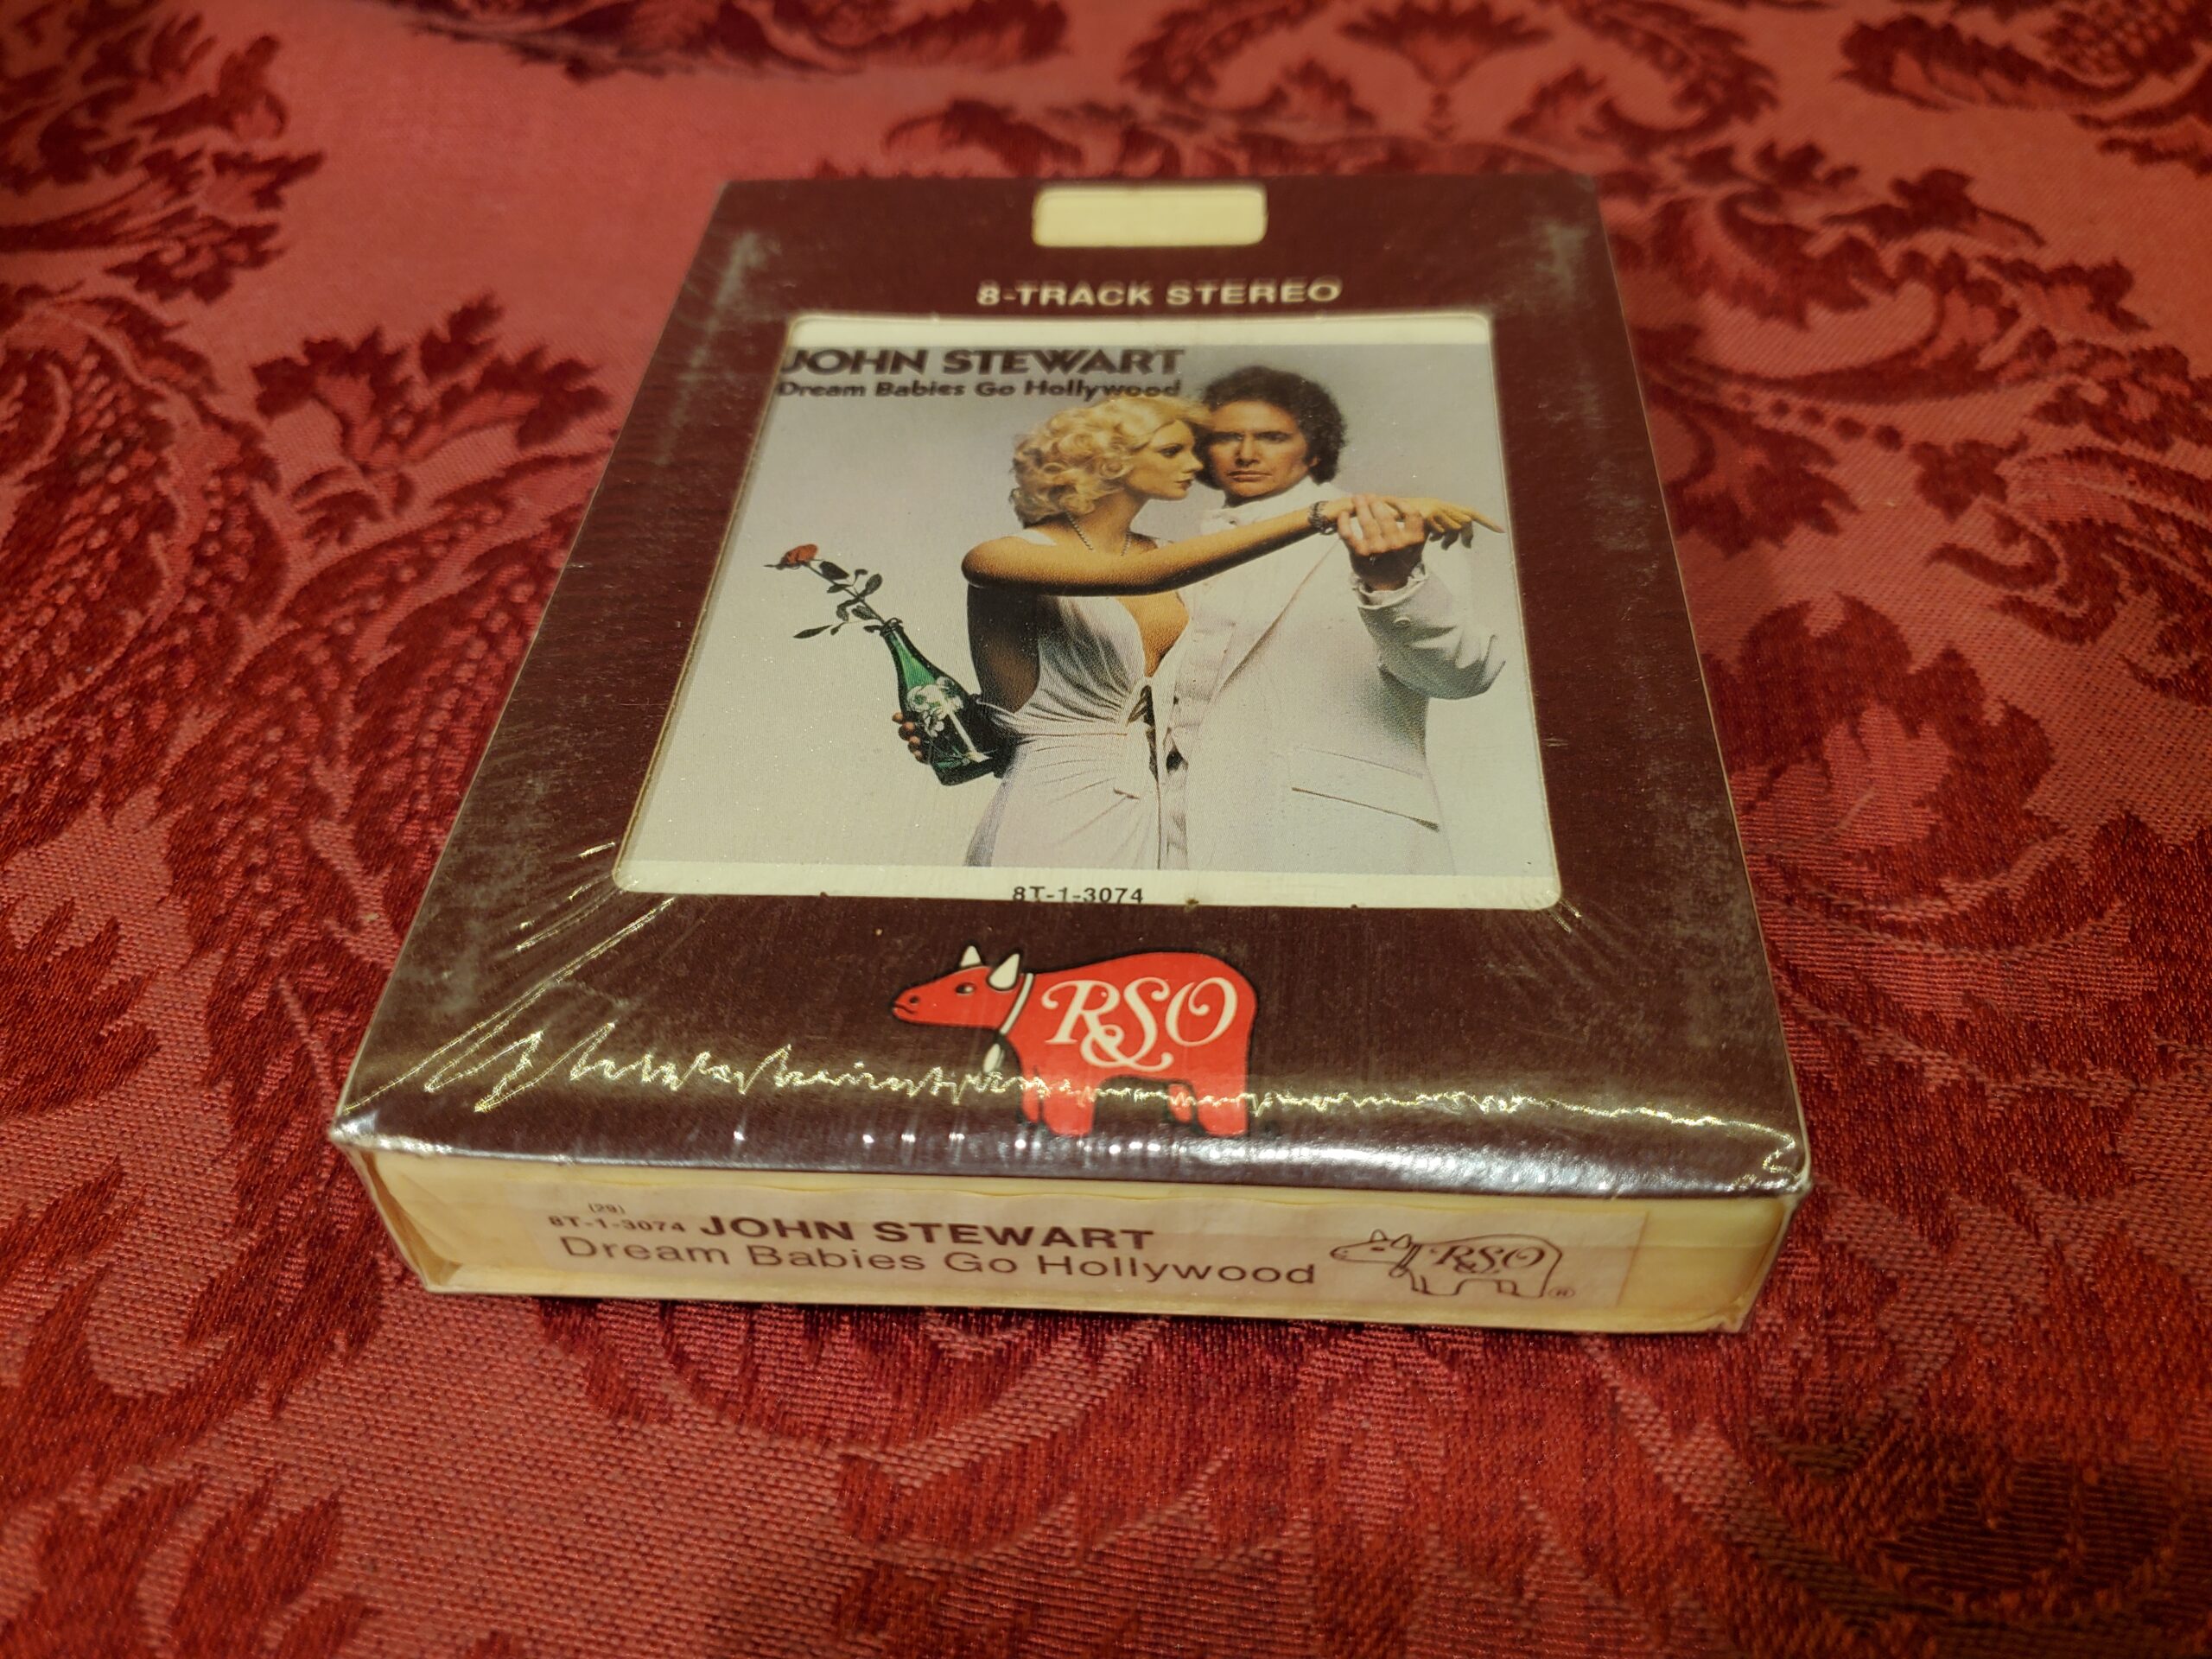 8-TRACK STEREO
JOHN STEWART
Dream Babies Go Hollywood
8T-1-3074
RSO
(29)
8T-1-3074 JOHN STEWART
Dream Babies Go Hollywood
RSO ®